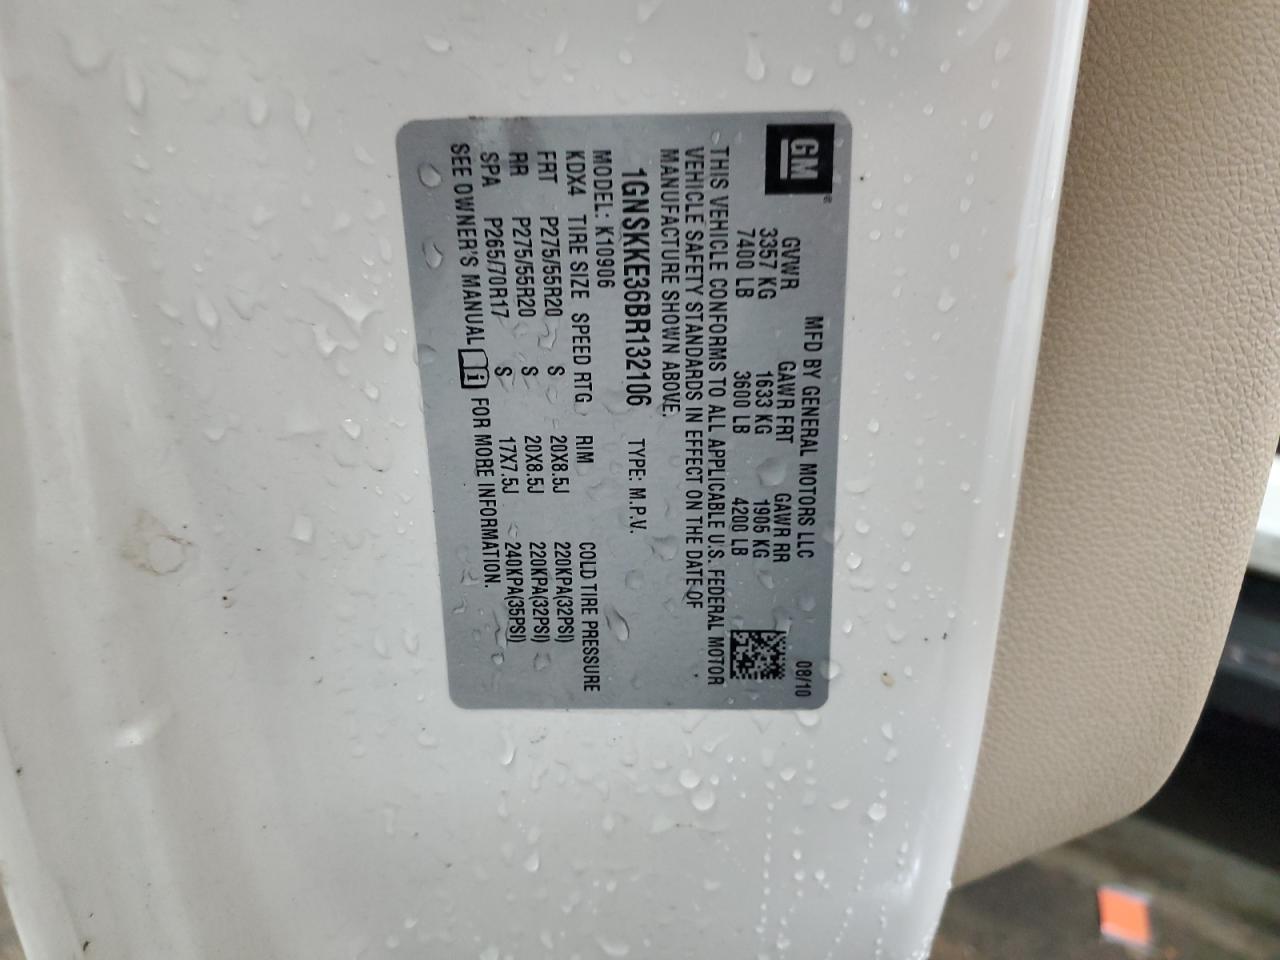 GM
MFD BY GENERAL MOTORS LLC 08/10
GVWR GAWR FRT GAWR RR
3357 KG 1633 KG 1905 KG
7400 LB 3600 LB 4200 LB
THIS VEHICLE CONFORMS TO ALL APPLICABLE U.S. FEDERAL MOTOR
VEHICLE SAFETY STANDARDS IN EFFECT ON THE DATE OF
MANUFACTURE SHOWN ABOVE.
1GNSKKE36BR132106 TYPE: M.P.V.
MODEL: K10906
KDX4 TIRE SIZE SPEED RTG RIM COLD TIRE PRESSURE
FRT P275/55R20 S 20X8.5J 220KPA(32PSI)
RR P275/55R20 S 20X8.5J 220KPA(32PSI)
SPA P265/70R17 S 17X7.5J 240KPA(35PSI)
SEE OWNER'S MANUAL i FOR MORE INFORMATION.